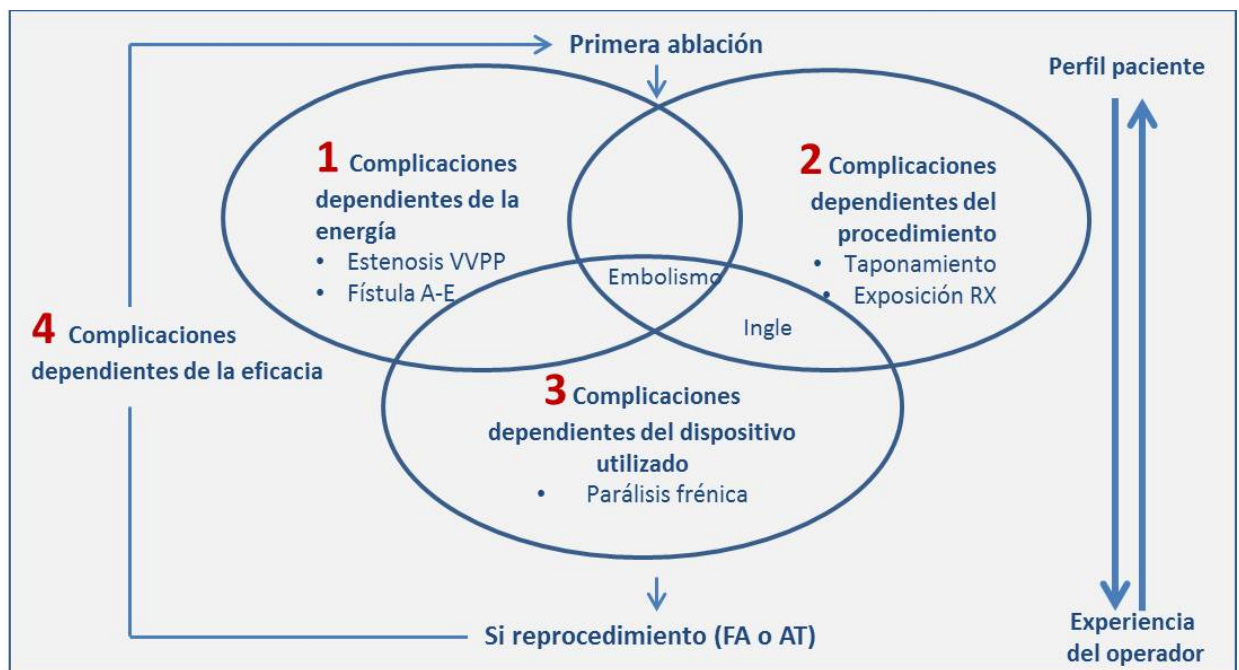 Primera ablación
Perfil paciente
1 Complicaciones
dependientes de la
energía
• Estenosis VVPP
• Fístula A-E
2 Complicaciones
dependientes del
procedimiento
• Taponamiento
• Exposición RX
Embolismo
Ingle
4 Complicaciones
dependientes de la eficacia
3 Complicaciones
dependientes del dispositivo
utilizado
• Parálisis frénica
Si reprocedimiento (FA o AT)
Experiencia
del operador